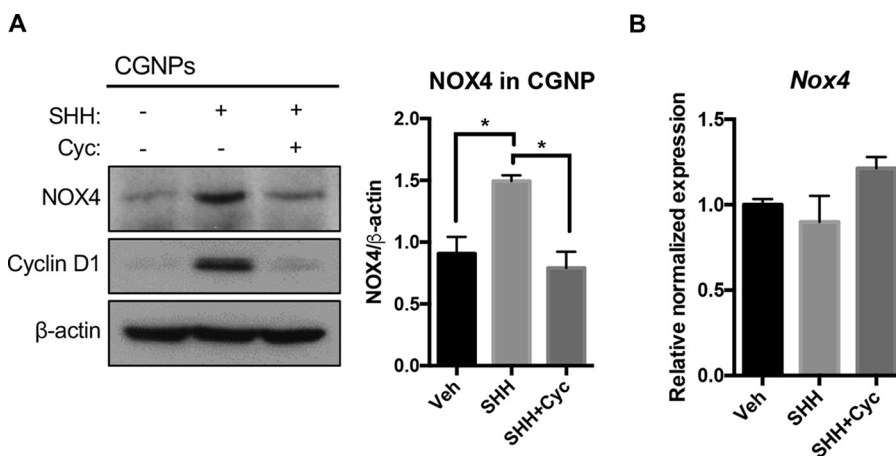 A
CGNPs
SHH: - + +
Cyc: - - +
NOX4
Cyclin D1
β-actin
NOX4 in CGNP
NOX4/β-actin
2.0
1.5
1.0
0.5
0.0
*
*
Veh
SHH
SHH+Cyc
B
Nox4
Relative normalized expression
1.5
1.0
0.5
0.0
Veh
SHH
SHH+Cyc